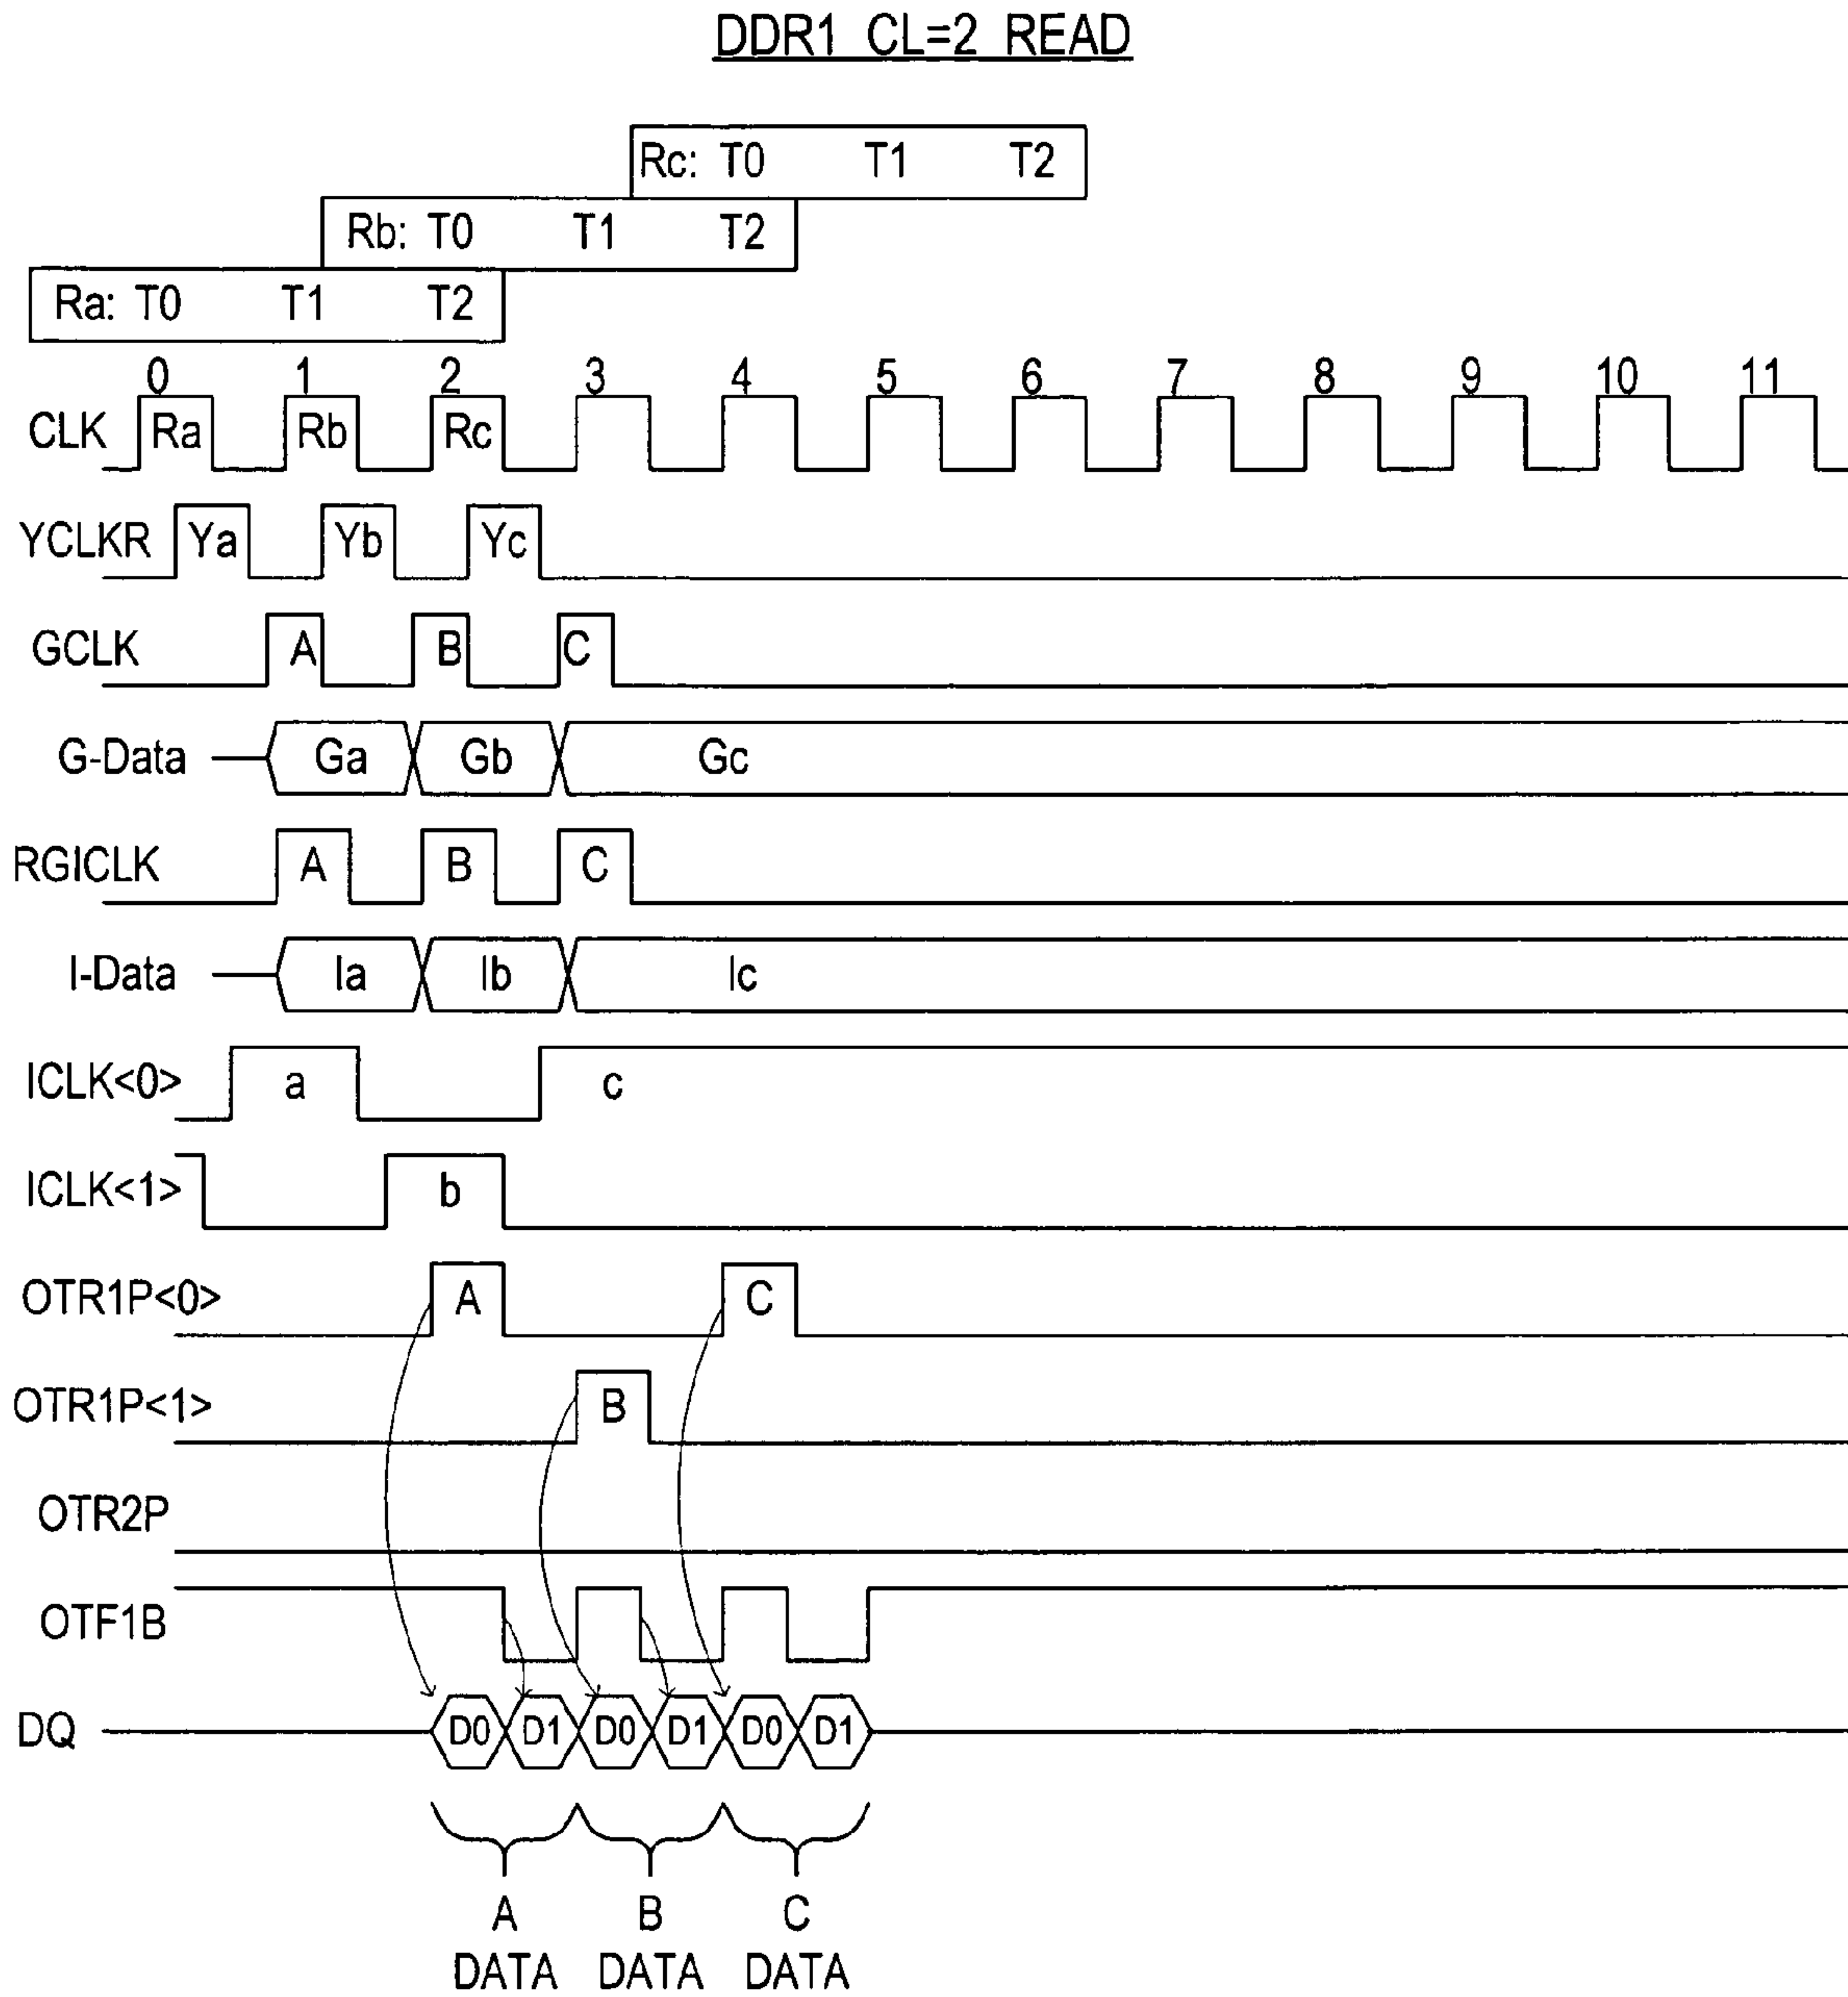 DDR1 CL=2 READ
Rc: T0 T1 T2
Rb: T0 T1 T2
Ra: T0 T1 T2
0 1 2 3 4 5 6 7 8 9 10 11
CLK Ra Rb Rc
YCLKR Ya Yb Yc
GCLK A B C
G-Data Ga Gb Gc
RGICLK A B C
I-Data Ia Ib Ic
ICLK<0> a c
ICLK<1> b
OTR1P<0> A C
OTR1P<1> B
OTR2P
OTF1B
DQ D0 D1 D0 D1 D0 D1
A B C
DATA DATA DATA